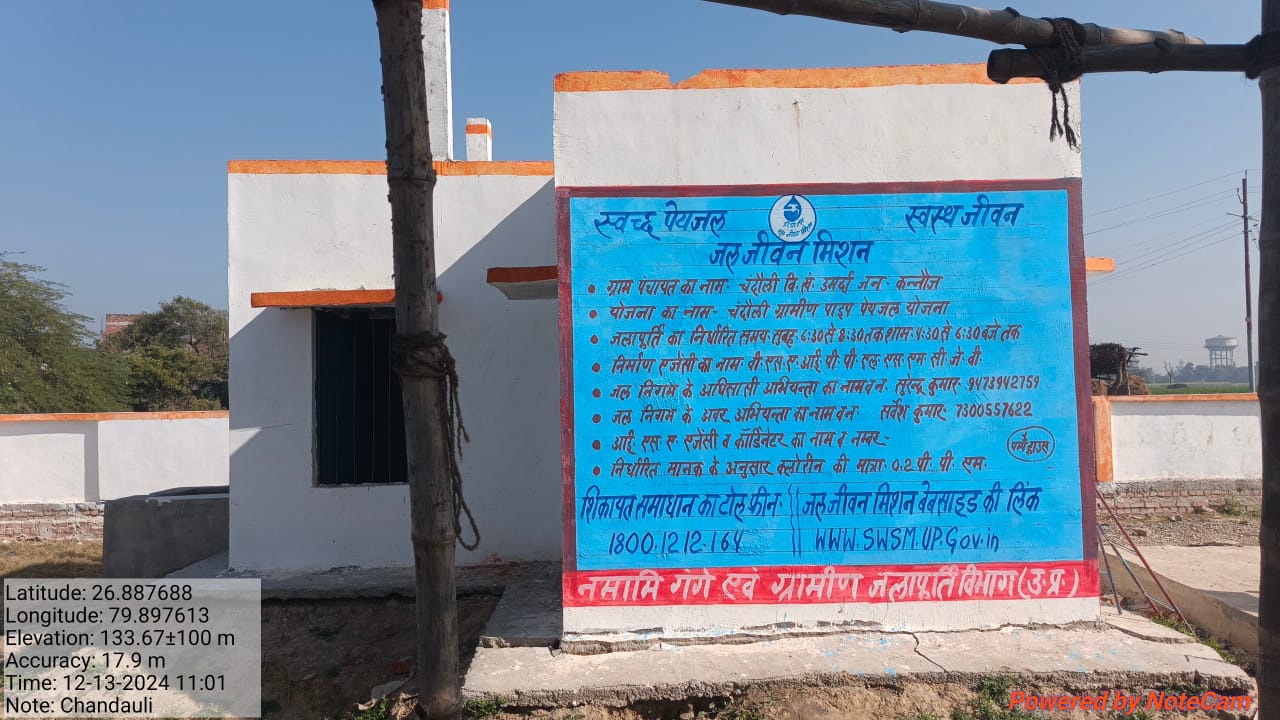 स्वच्छ पेयजल
स्वस्थ जीवन
जल जीवन मिशन
• ग्राम पंचायत का नाम- चंदौली वि.सं. उमर्दा जन- कन्नौज
• योजना का नाम- चंदौली ग्रामीण पाइप पेयजल योजना
• जलापूर्ति का निर्धारित समय: सुबह: 6:30 से 8:30 तक शाम: 4:30 से 6:30 बजे तक
• निर्माण एजेंसी का नाम- वी. एस. ए. आई. पी. पी. एल. एस. एम. सी. जे. वी.
• जल निगम के अधिसासी अभियन्ता का नाम व न. सुरेन्द्र कुमार- 9473942759
• जल निगम के अवर अभियन्ता का नाम व न सर्वेश कुमार- 7300557622
• आई. एस. ए. एजेंसी व कॉर्डिनेटर का नाम व नम्बर:-
पम्प हाउस
• निर्धारित मानक के अनुसार क्लोरीन की मात्रा- 0.2 पी. पी. एम.
शिकायत समाधान का टोल फ्री न-
1800.1212.164
जल जीवन मिशन बेबसाइड की लिंक
WWW.SWSM.UP.Gov.in
नमामि गंगे एवं ग्रामीण जलापूर्ति विभाग (उ.प्र.)
Latitude: 26.887688
Longitude: 79.897613
Elevation: 133.67±100 m
Accuracy: 17.9 m
Time: 12-13-2024 11:01
Note: Chandauli
Powered by NoteCam